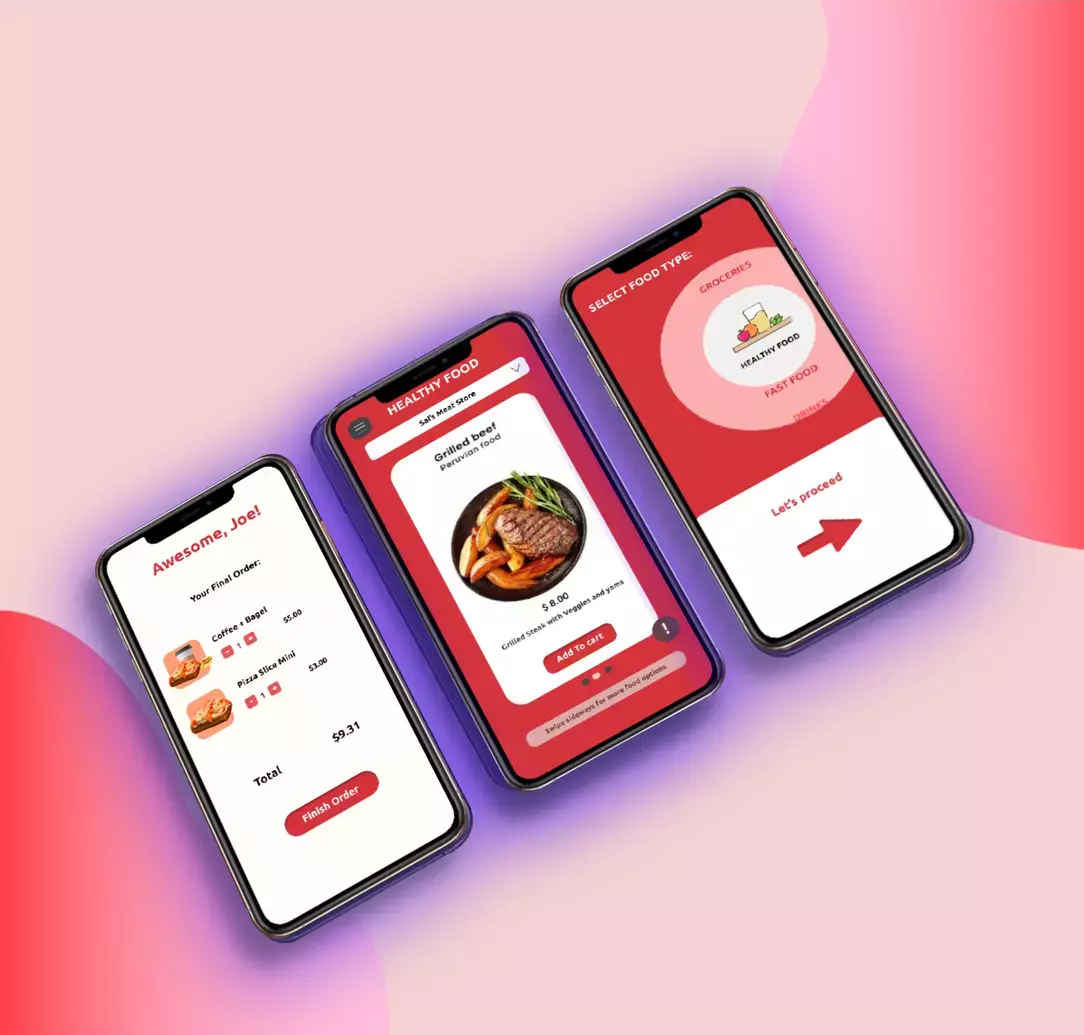 Awesome, Joe!
Your Final Order:
Coffee + Bagel
- 1 +
$5.00
Pizza Slice Mini
- 1 +
$3.00
$9.31
Total
Finish Order
HEALTHY FOOD
Sal's Meat Store
Grilled beef
Peruvian food
$ 8.00
Grilled Steak with Veggies and yams
Add To cart
!
Swipe sideways for more food options
SELECT FOOD TYPE:
GROCERIES
HEALTHY FOOD
FAST FOOD
DRINKS
Let's proceed